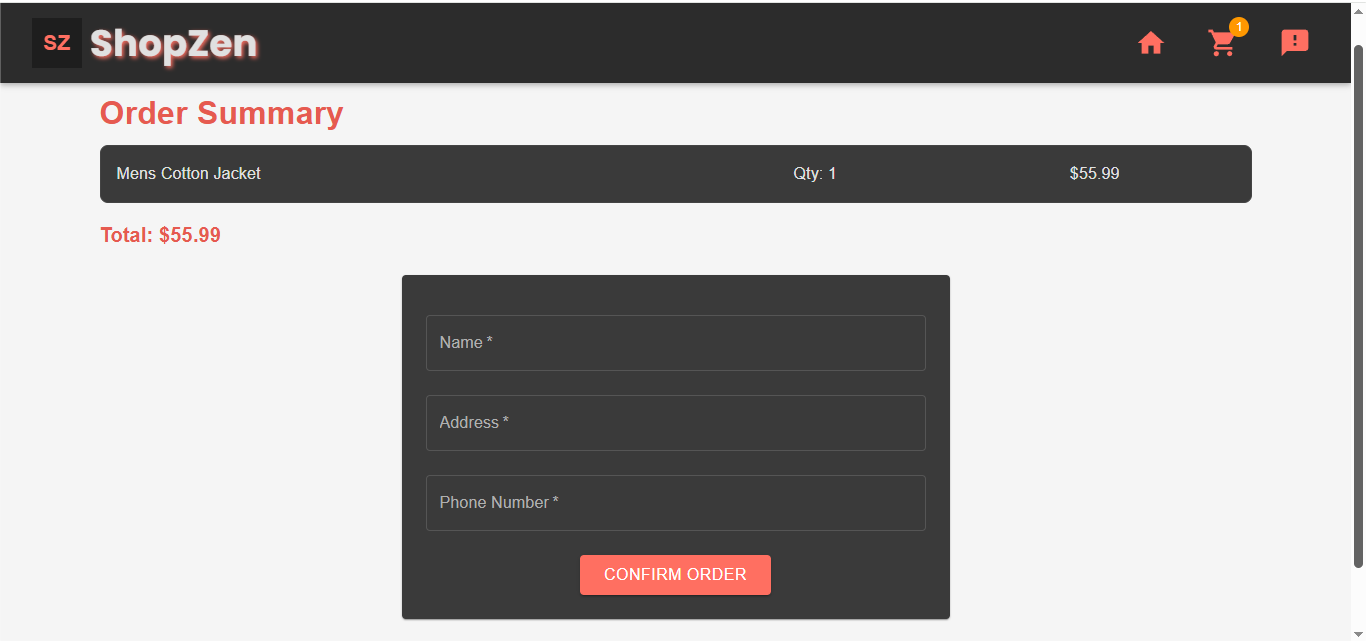 SZ ShopZen 1
Order Summary
Mens Cotton Jacket Qty: 1 $55.99
Total: $55.99
Name *
Address *
Phone Number *
CONFIRM ORDER